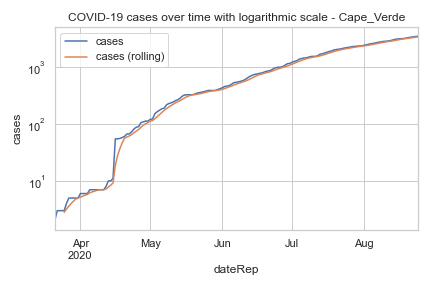 COVID-19 cases over time with logarithmic scale - Cape_Verde
cases
cases (rolling)
10³
10²
10¹
cases
Apr
2020
May
Jun
Jul
Aug
dateRep